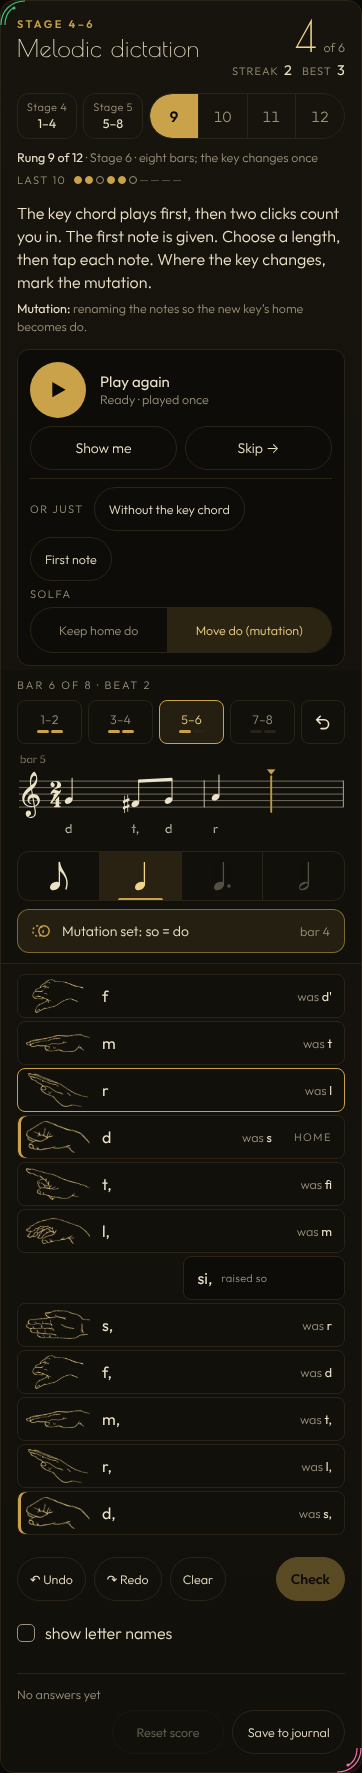 STAGE 4–6
Melodic dictation
4 of 6
STREAK 2 BEST 3
Stage 4
1–4
Stage 5
5–8
9
10
11
12
Rung 9 of 12 · Stage 6 · eight bars; the key changes once
LAST 10
The key chord plays first, then two clicks count
you in. The first note is given. Choose a length,
then tap each note. Where the key changes,
mark the mutation.
Mutation: renaming the notes so the new key's home
becomes do.
Play again
Ready · played once
Show me
Skip →
OR JUST
Without the key chord
First note
SOLFA
Keep home do
Move do (mutation)
BAR 6 OF 8 · BEAT 2
1–2
3–4
5–6
7–8
bar 5
2
4
d t, d r
Mutation set: so = do
bar 4
f was d'
m was t
r was l
d was s HOME
t, was fi
l, was m
si, raised so
s, was r
f, was d
m, was t,
r, was l,
d, was s,
↶ Undo
↷ Redo
Clear
Check
show letter names
No answers yet
Reset score
Save to journal